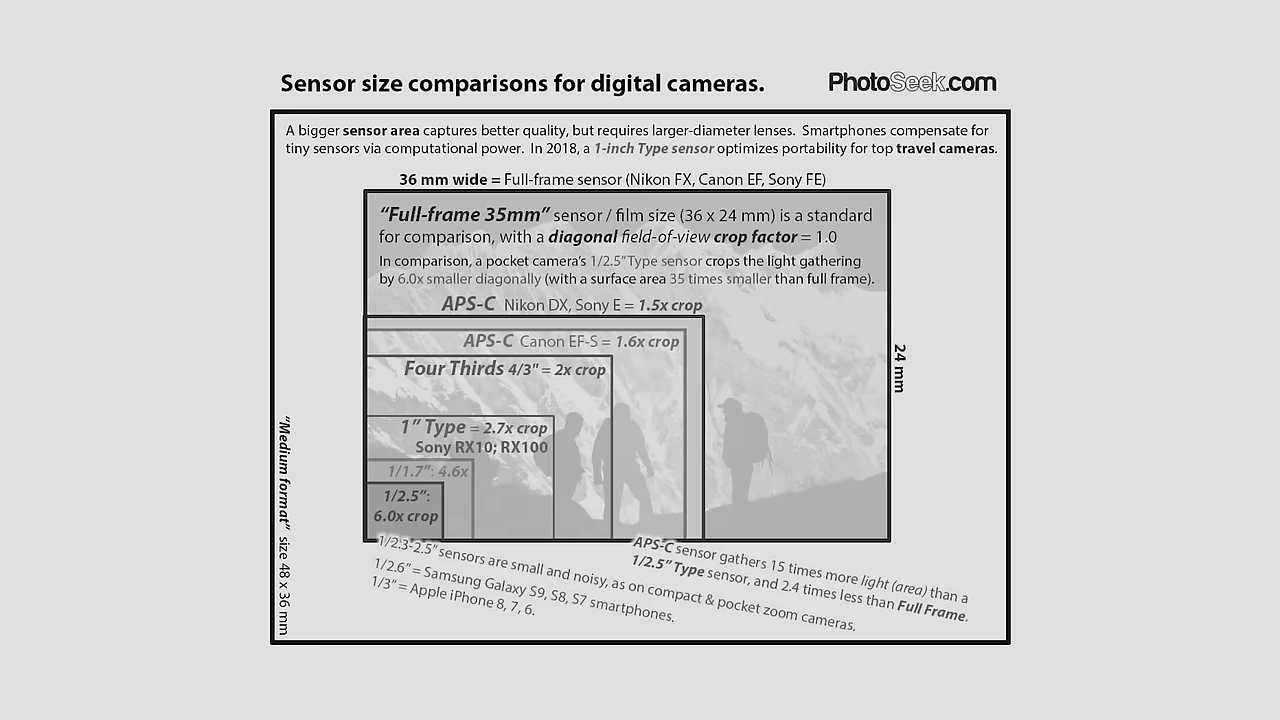 Sensor size comparisons for digital cameras.
PhotoSeek.com
A bigger sensor area captures better quality, but requires larger-diameter lenses. Smartphones compensate for
tiny sensors via computational power. In 2018, a 1-inch Type sensor optimizes portability for top travel cameras.
36 mm wide = Full-frame sensor (Nikon FX, Canon EF, Sony FE)
“Full-frame 35mm” sensor / film size (36 x 24 mm) is a standard
for comparison, with a diagonal field-of-view crop factor = 1.0
In comparison, a pocket camera’s 1/2.5” Type sensor crops the light gathering
by 6.0x smaller diagonally (with a surface area 35 times smaller than full frame).
APS-C Nikon DX, Sony E = 1.5x crop
APS-C Canon EF-S = 1.6x crop
Four Thirds 4/3" = 2x crop
1” Type = 2.7x crop
Sony RX10; RX100
1/1.7”: 4.6x
1/2.5”:
6.0x crop
24 mm
“Medium format” size 48 x 36 mm
1/2.3-2.5” sensors are small and noisy, as on compact & pocket zoom cameras.
1/2.6” = Samsung Galaxy S9, S8, S7 smartphones.
1/3” = Apple iPhone 8, 7, 6.
APS-C sensor gathers 15 times more light (area) than a
1/2.5” Type sensor, and 2.4 times less than Full Frame.